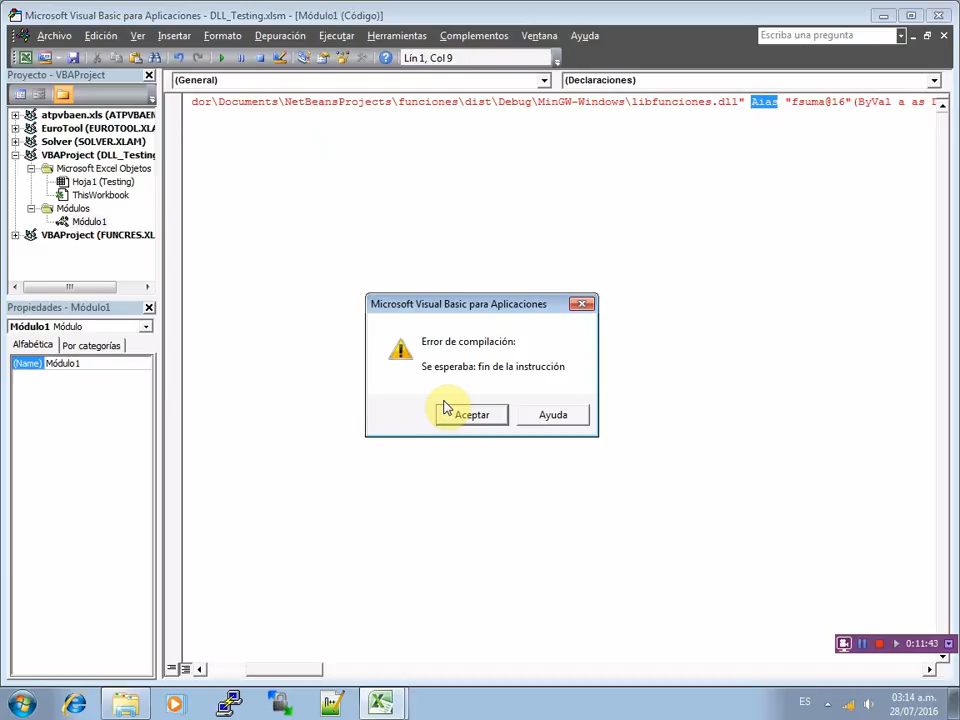 Microsoft Visual Basic para Aplicaciones - DLL_Testing.xlsm - [Módulo1 (Código)]
Archivo Edición Ver Insertar Formato Depuración Ejecutar Herramientas Complementos Ventana Ayuda
Escriba una pregunta
Lín 1, Col 9
Proyecto - VBAProject
(General)
(Declaraciones)
dor\Documents\NetBeansProjects\funciones\dist\Debug\MinGW-Windows\libfunciones.dll" Aias "fsuma@16"(ByVal a as D
atpvbaen.xls (ATPVBAEN
EuroTool (EUROTOOL.XLAM)
Solver (SOLVER.XLAM)
VBAProject (DLL_Testing
Microsoft Excel Objetos
Hoja1 (Testing)
ThisWorkbook
Módulos
Módulo1
VBAProject (FUNCRES.XL
Propiedades - Módulo1
Módulo1 Módulo
Alfabética Por categorías
(Name) Módulo1
Microsoft Visual Basic para Aplicaciones
Error de compilación:
Se esperaba: fin de la instrucción
Aceptar
Ayuda
0:11:43
ES
03:14 a.m.
28/07/2016